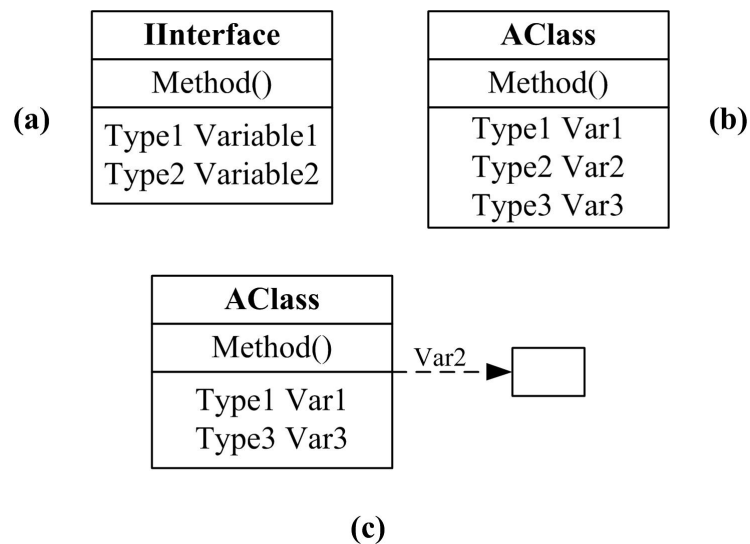 IInterface
Method()
Type1 Variable1
Type2 Variable2
(a)
AClass
Method()
Type1 Var1
Type2 Var2
Type3 Var3
(b)
AClass
Method()
Type1 Var1
Type3 Var3
Var2
(c)